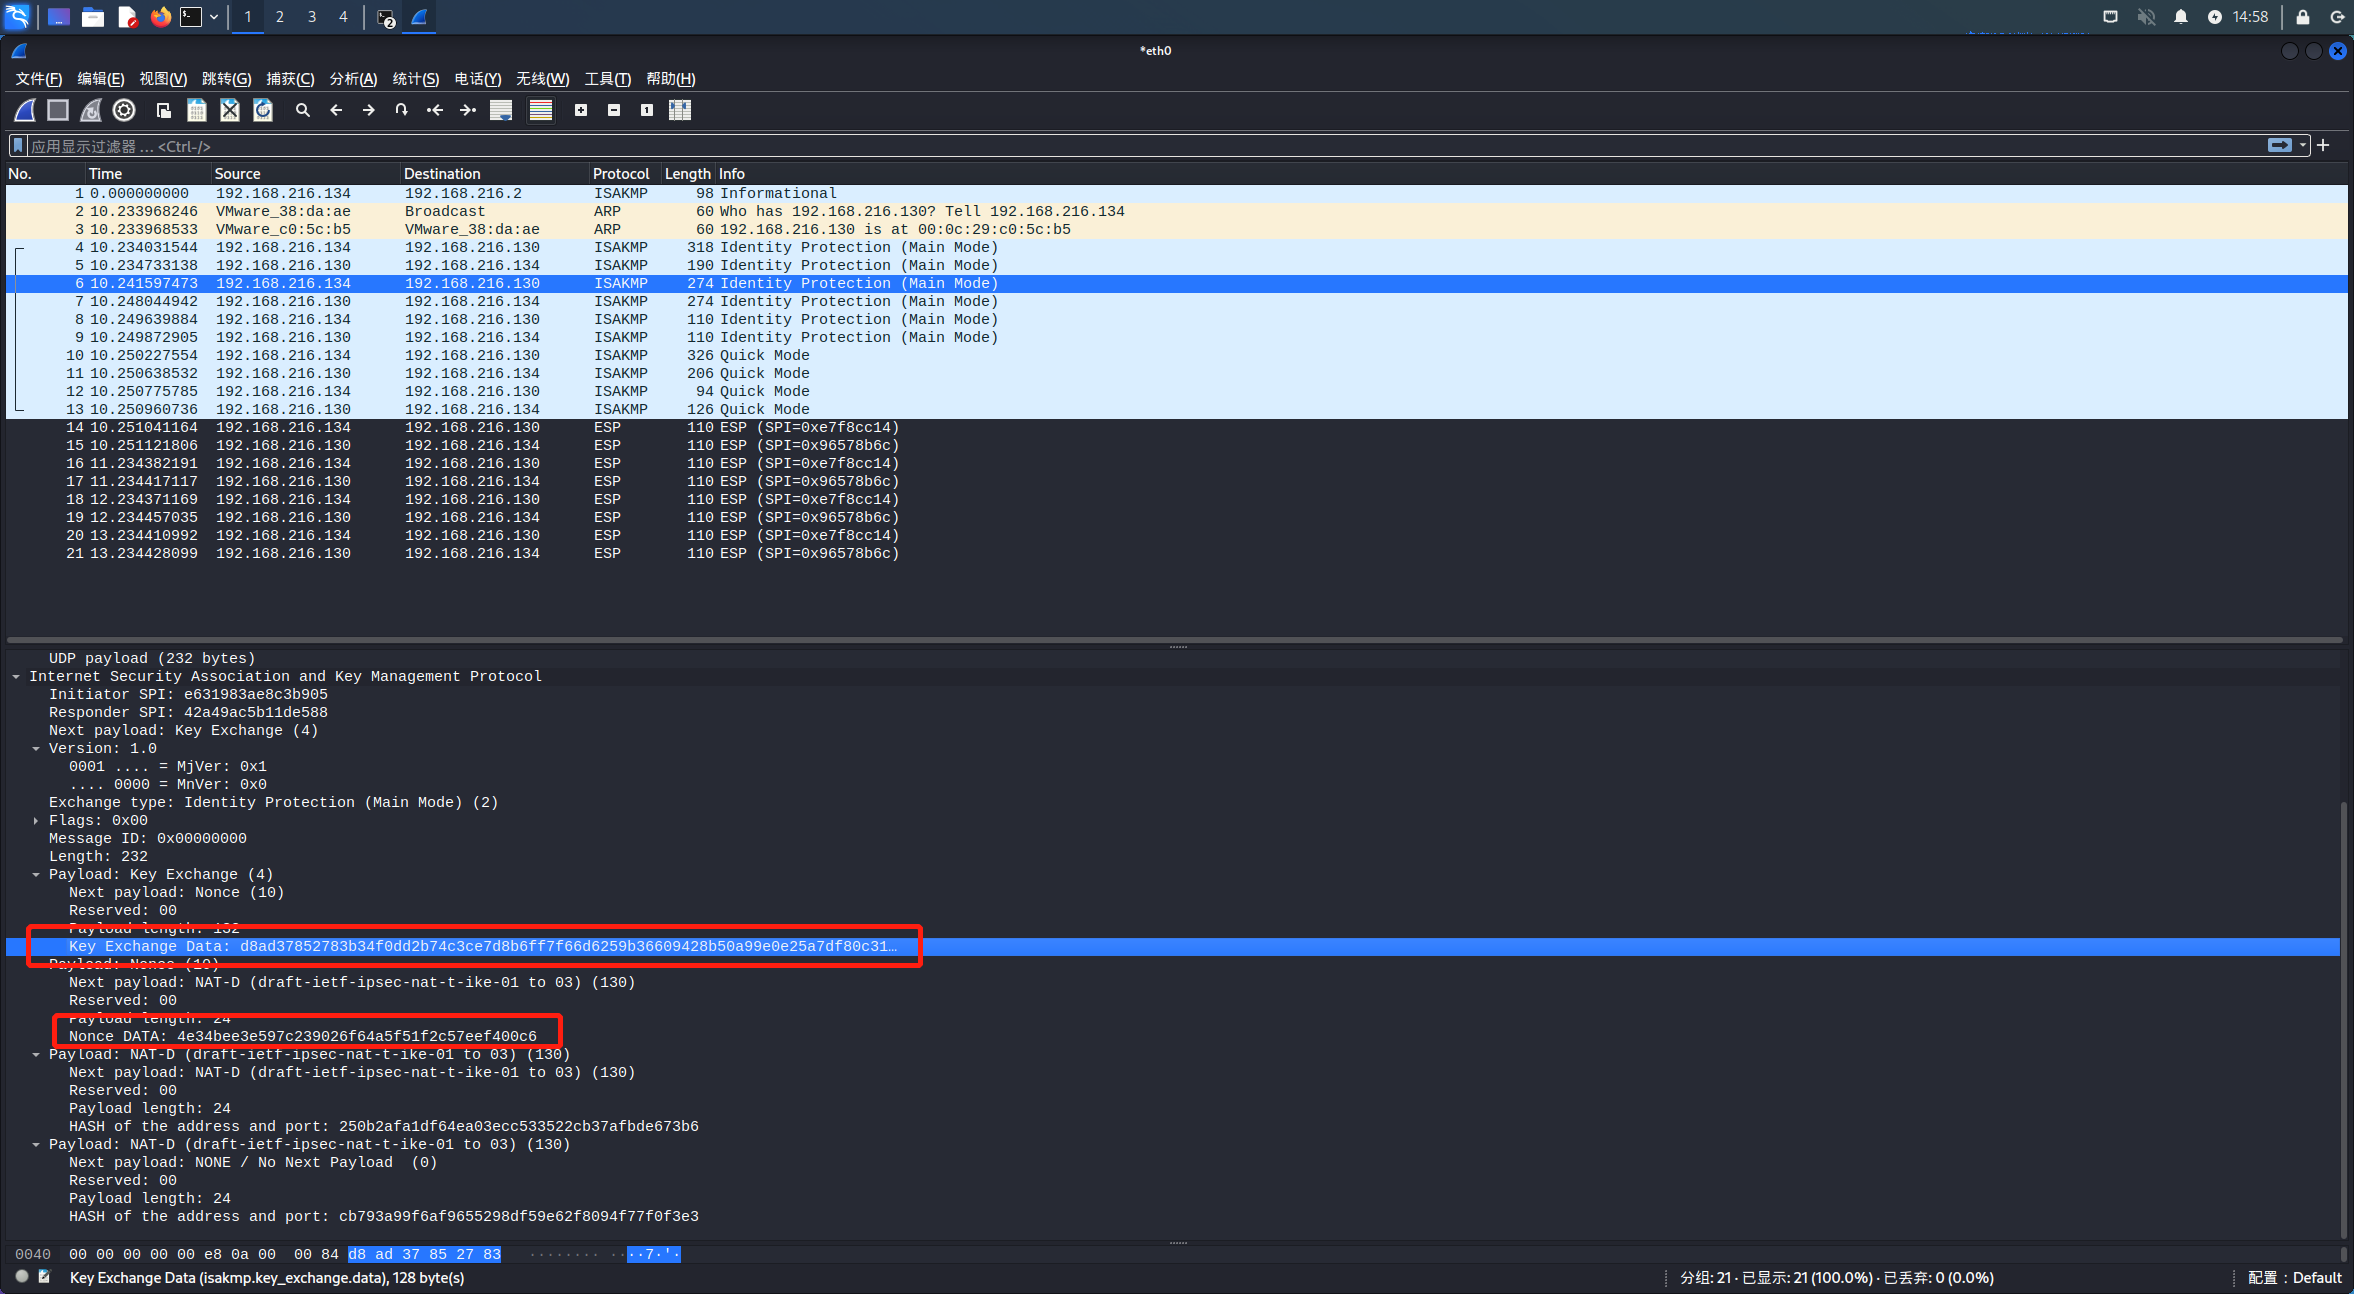 1 2 3 4 2 14:58
*eth0
文件(F) 编辑(E) 视图(V) 跳转(G) 捕获(C) 分析(A) 统计(S) 电话(Y) 无线(W) 工具(T) 帮助(H)
应用显示过滤器 … <Ctrl-/>
No. Time Source Destination Protocol Length Info
1 0.000000000 192.168.216.134 192.168.216.2 ISAKMP 98 Informational
2 10.233968246 VMware_38:da:ae Broadcast ARP 60 Who has 192.168.216.130? Tell 192.168.216.134
3 10.233968533 VMware_c0:5c:b5 VMware_38:da:ae ARP 60 192.168.216.130 is at 00:0c:29:c0:5c:b5
4 10.234031544 192.168.216.134 192.168.216.130 ISAKMP 318 Identity Protection (Main Mode)
5 10.234733138 192.168.216.130 192.168.216.134 ISAKMP 190 Identity Protection (Main Mode)
6 10.241597473 192.168.216.134 192.168.216.130 ISAKMP 274 Identity Protection (Main Mode)
7 10.248044942 192.168.216.130 192.168.216.134 ISAKMP 274 Identity Protection (Main Mode)
8 10.249639884 192.168.216.134 192.168.216.130 ISAKMP 110 Identity Protection (Main Mode)
9 10.249872905 192.168.216.130 192.168.216.134 ISAKMP 110 Identity Protection (Main Mode)
10 10.250227554 192.168.216.134 192.168.216.130 ISAKMP 326 Quick Mode
11 10.250638532 192.168.216.130 192.168.216.134 ISAKMP 206 Quick Mode
12 10.250775785 192.168.216.134 192.168.216.130 ISAKMP 94 Quick Mode
13 10.250960736 192.168.216.130 192.168.216.134 ISAKMP 126 Quick Mode
14 10.251041164 192.168.216.134 192.168.216.130 ESP 110 ESP (SPI=0xe7f8cc14)
15 10.251121806 192.168.216.130 192.168.216.134 ESP 110 ESP (SPI=0x96578b6c)
16 11.234382191 192.168.216.134 192.168.216.130 ESP 110 ESP (SPI=0xe7f8cc14)
17 11.234417117 192.168.216.130 192.168.216.134 ESP 110 ESP (SPI=0x96578b6c)
18 12.234371169 192.168.216.134 192.168.216.130 ESP 110 ESP (SPI=0xe7f8cc14)
19 12.234457035 192.168.216.130 192.168.216.134 ESP 110 ESP (SPI=0x96578b6c)
20 13.234410992 192.168.216.134 192.168.216.130 ESP 110 ESP (SPI=0xe7f8cc14)
21 13.234428099 192.168.216.130 192.168.216.134 ESP 110 ESP (SPI=0x96578b6c)
UDP payload (232 bytes)
Internet Security Association and Key Management Protocol
Initiator SPI: e631983ae8c3b905
Responder SPI: 42a49ac5b11de588
Next payload: Key Exchange (4)
Version: 1.0
0001 .... = MjVer: 0x1
.... 0000 = MnVer: 0x0
Exchange type: Identity Protection (Main Mode) (2)
Flags: 0x00
Message ID: 0x00000000
Length: 232
Payload: Key Exchange (4)
Next payload: Nonce (10)
Reserved: 00
Payload length: 132
Key Exchange Data: d8ad37852783b34f0dd2b74c3ce7d8b6ff7f66d6259b36609428b50a99e0e25a7df80c31…
Payload: Nonce (10)
Next payload: NAT-D (draft-ietf-ipsec-nat-t-ike-01 to 03) (130)
Reserved: 00
Payload length: 24
Nonce DATA: 4e34bee3e597c239026f64a5f51f2c57eef400c6
Payload: NAT-D (draft-ietf-ipsec-nat-t-ike-01 to 03) (130)
Next payload: NAT-D (draft-ietf-ipsec-nat-t-ike-01 to 03) (130)
Reserved: 00
Payload length: 24
HASH of the address and port: 250b2afa1df64ea03ecc533522cb37afbde673b6
Payload: NAT-D (draft-ietf-ipsec-nat-t-ike-01 to 03) (130)
Next payload: NONE / No Next Payload (0)
Reserved: 00
Payload length: 24
HASH of the address and port: cb793a99f6af9655298df59e62f8094f77f0f3e3
0040 00 00 00 00 00 e8 0a 00 00 84 d8 ad 37 85 27 83 ········ ····7·'·
Key Exchange Data (isakmp.key_exchange.data), 128 byte(s) 分组: 21 · 已显示: 21 (100.0%) · 已丢弃: 0 (0.0%) 配置：Default